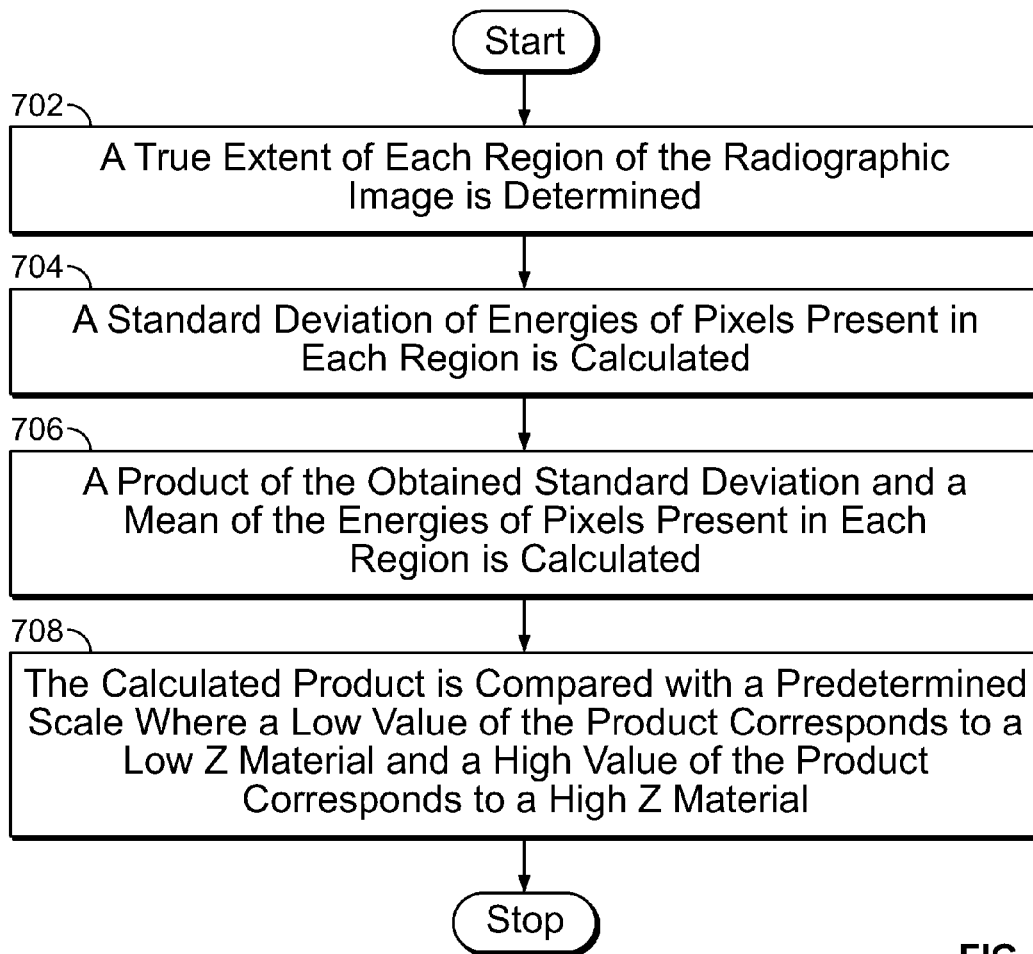 Start
702
A True Extent of Each Region of the Radiographic
Image is Determined
704
A Standard Deviation of Energies of Pixels Present in
Each Region is Calculated
706
A Product of the Obtained Standard Deviation and a
Mean of the Energies of Pixels Present in Each
Region is Calculated
708
The Calculated Product is Compared with a Predetermined
Scale Where a Low Value of the Product Corresponds to a
Low Z Material and a High Value of the Product
Corresponds to a High Z Material
Stop
FIG